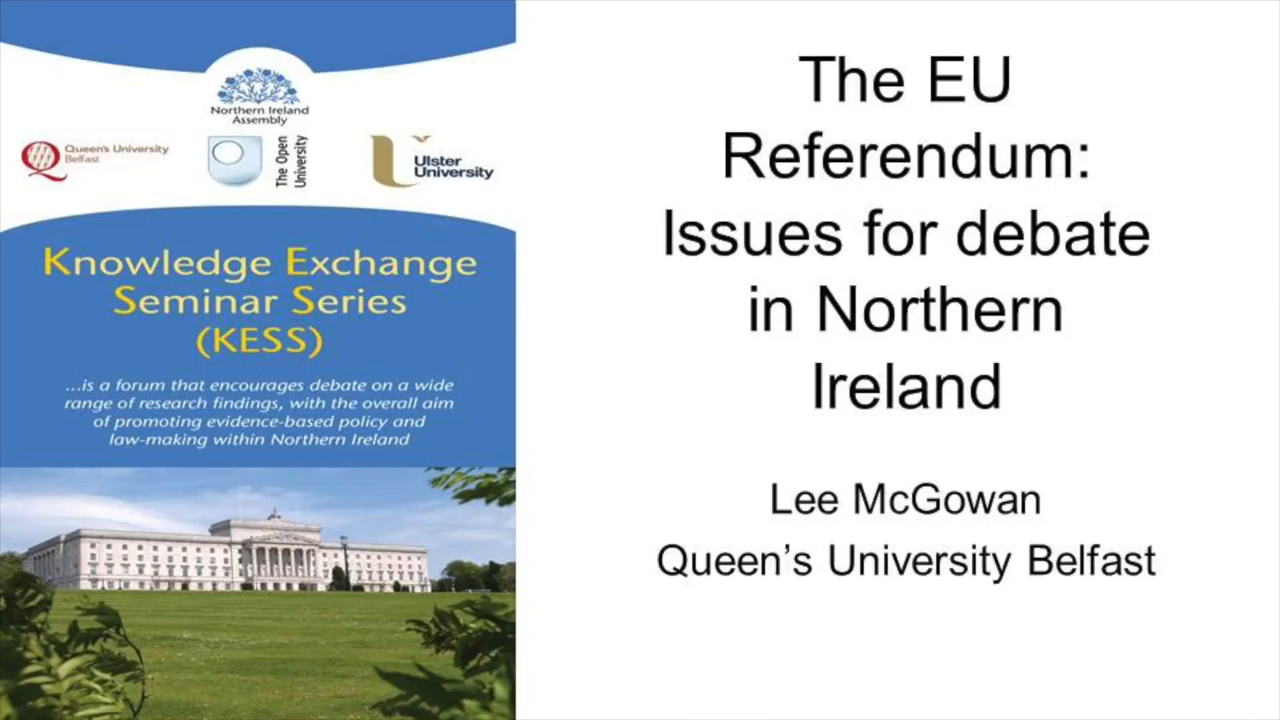 Northern Ireland
Assembly
Queen's University
Belfast
The Open
University
Ulster
University
Knowledge Exchange
Seminar Series
(KESS)
...is a forum that encourages debate on a wide
range of research findings, with the overall aim
of promoting evidence-based policy and
law-making within Northern Ireland
The EU
Referendum:
Issues for debate
in Northern
Ireland
Lee McGowan
Queen’s University Belfast